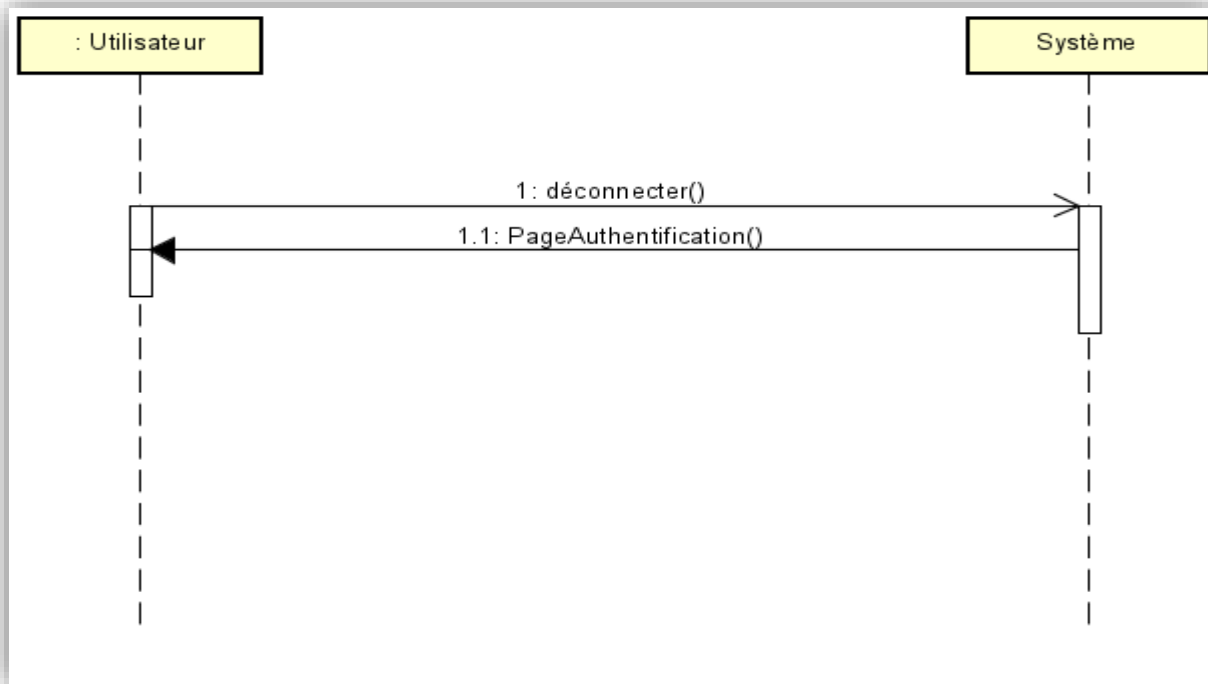 : Utilisateur
Système
1: déconnecter()
1.1: PageAuthentification()